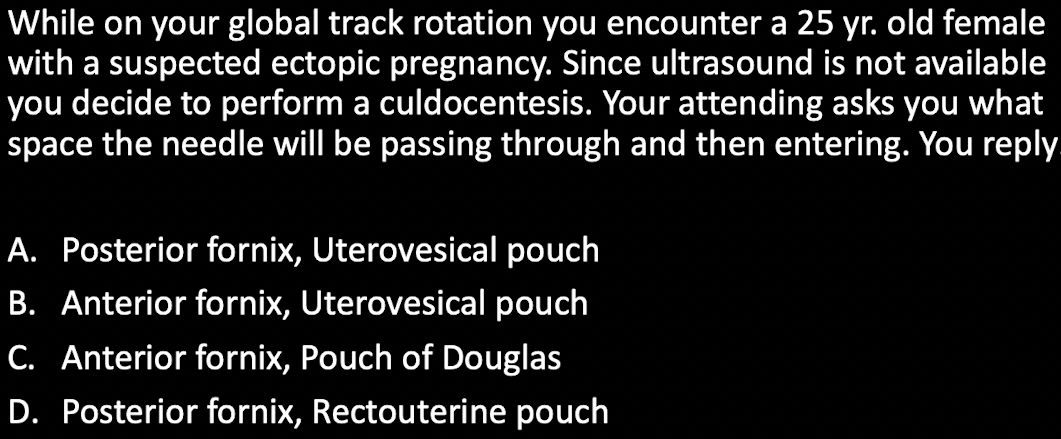 While on your global track rotation you encounter a 25 yr. old female
with a suspected ectopic pregnancy. Since ultrasound is not available
you decide to perform a culdocentesis. Your attending asks you what
space the needle will be passing through and then entering. You reply
A. Posterior fornix, Uterovesical pouch
B. Anterior fornix, Uterovesical pouch
C. Anterior fornix, Pouch of Douglas
D. Posterior fornix, Rectouterine pouch